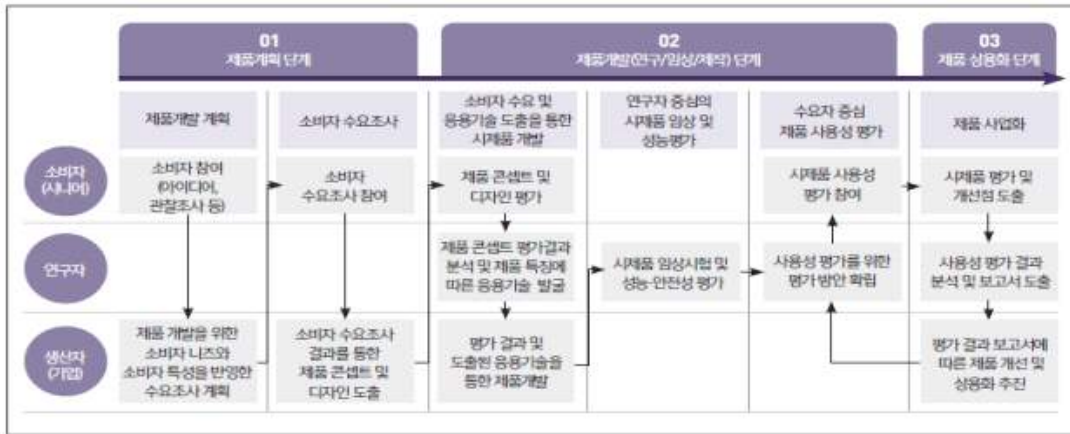 01
제품계획 단계
02
제품개발(연구/임상/제작) 단계
03
제품 상용화 단계
제품개발 계획
소비자 수요조사
소비자 수요 및
응용기술 도출을 통한
시제품 개발
연구자 중심의
시제품 임상 및
성능평가
수요자 중심
제품 사용성 평가
제품 사업화
소비자
(시니어)
소비자 참여
(아이디어,
관찰조사 등)
소비자
수요조사 참여
제품 콘셉트 및
디자인 평가
시제품 사용성
평가 참여
시제품 평가 및
개선점 도출
연구자
제품 콘셉트 평가결과
분석 및 제품 특징에
따른 응용기술 발굴
시제품 임상시험 및
성능·안전성 평가
사용성 평가를 위한
평가 방안 확립
사용성 평가 결과
분석 및 보고서 도출
생산자
(기업)
제품 개발을 위한
소비자 니즈와
소비자 특성을 반영한
수요조사 계획
소비자 수요조사
결과를 통한
제품 콘셉트 및
디자인 도출
평가 결과 및
도출된 응용기술을
통한 제품개발
평가 결과 보고서에
따른 제품 개선 및
상용화 추진